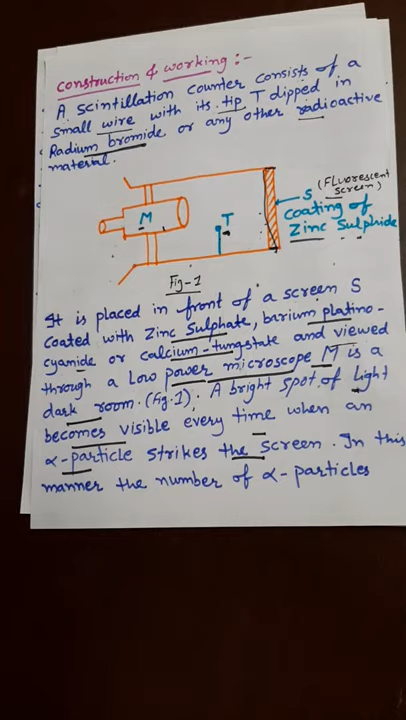 Construction & working :-
A scintillation counter consists of a
small wire with its tip T dipped in
Radium bromide or any other radioactive
material.
M
T
S (Fluorescent
screen)
coating of
Zinc Sulphide
Fig-1
It is placed in front of a screen S
coated with Zinc Sulphate, barium platino-
cyanide or calcium-tungstate and viewed
through a Low power microscope M is a
dark room. (Fig.1). A bright spot of Light
becomes visible every time when an
α-particle strikes the screen. In this
manner the number of α-particles